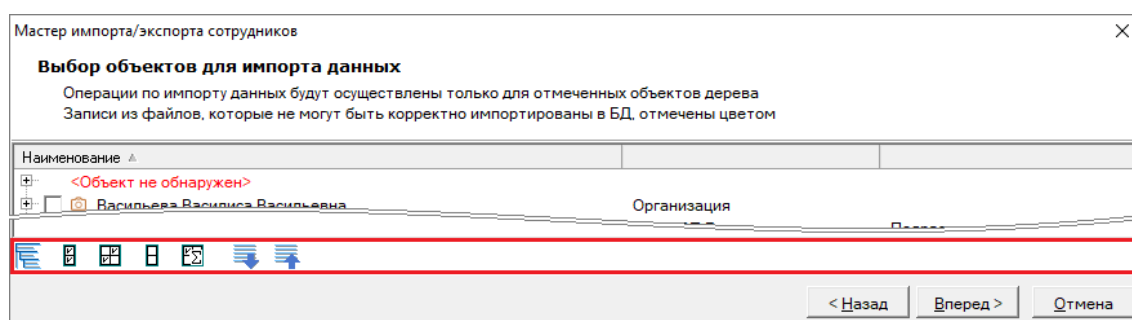 Мастер импорта/экспорта сотрудников
Выбор объектов для импорта данных
Операции по импорту данных будут осуществлены только для отмеченных объектов дерева
Записи из файлов, которые не могут быть корректно импортированы в БД, отмечены цветом
Наименование
<Объект не обнаружен>
Васильева Василиса Васильевна Организация
< Назад Вперед > Отмена